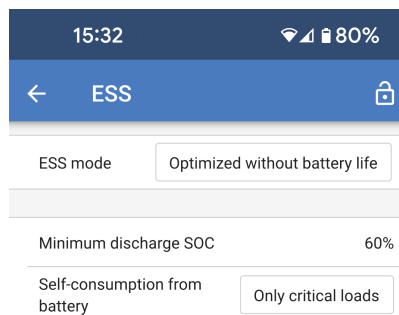 15:32 80%
ESS
ESS mode Optimized without battery life
Minimum discharge SOC 60%
Self-consumption from
battery Only critical loads